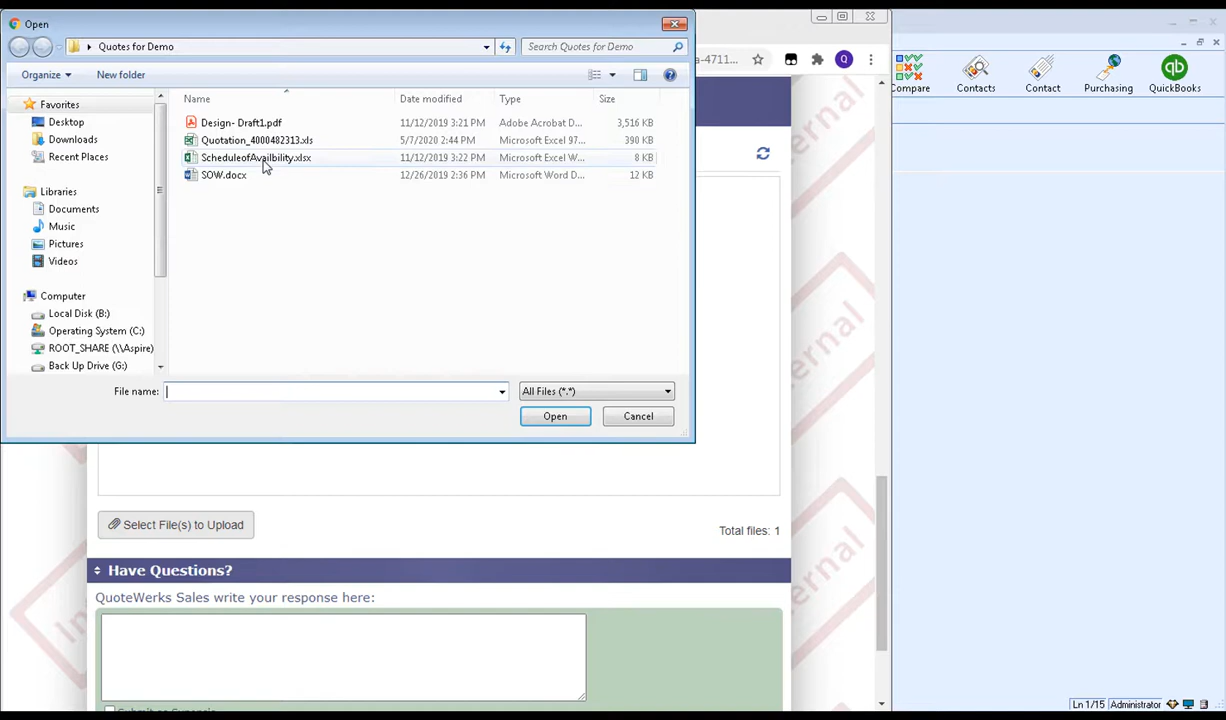 Open
Quotes for Demo
Search Quotes for Demo
a-4711...
Q
Organize
New folder
Compare
Contacts
Contact
Purchasing
qb
QuickBooks
Favorites
Desktop
Downloads
Recent Places
Libraries
Documents
Music
Pictures
Videos
Computer
Local Disk (B:)
Operating System (C:)
ROOT_SHARE (\\Aspire)
Back Up Drive (G:)
Name Date modified Type Size
Design- Draft1.pdf 11/12/2019 3:21 PM Adobe Acrobat D... 3,516 KB
Quotation_4000482313.xls 5/7/2020 2:44 PM Microsoft Excel 97... 390 KB
ScheduleofAvailbility.xlsx 11/12/2019 3:22 PM Microsoft Excel W... 8 KB
SOW.docx 12/26/2019 2:36 PM Microsoft Word D... 12 KB
File name:
All Files (*.*)
Open
Cancel
Select File(s) to Upload
Total files: 1
Have Questions?
QuoteWerks Sales write your response here:
Ln 1/15
Administrator